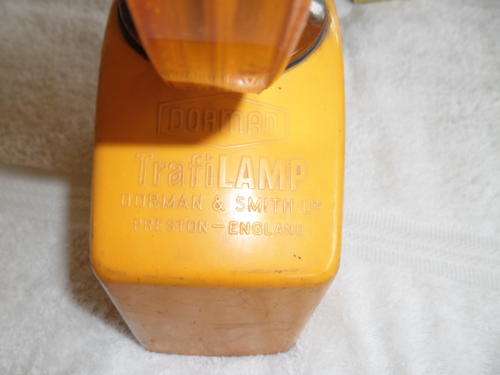 DORMAN
TrafiLAMP
DORMAN & SMITH LTD
PRESTON — ENGLAND